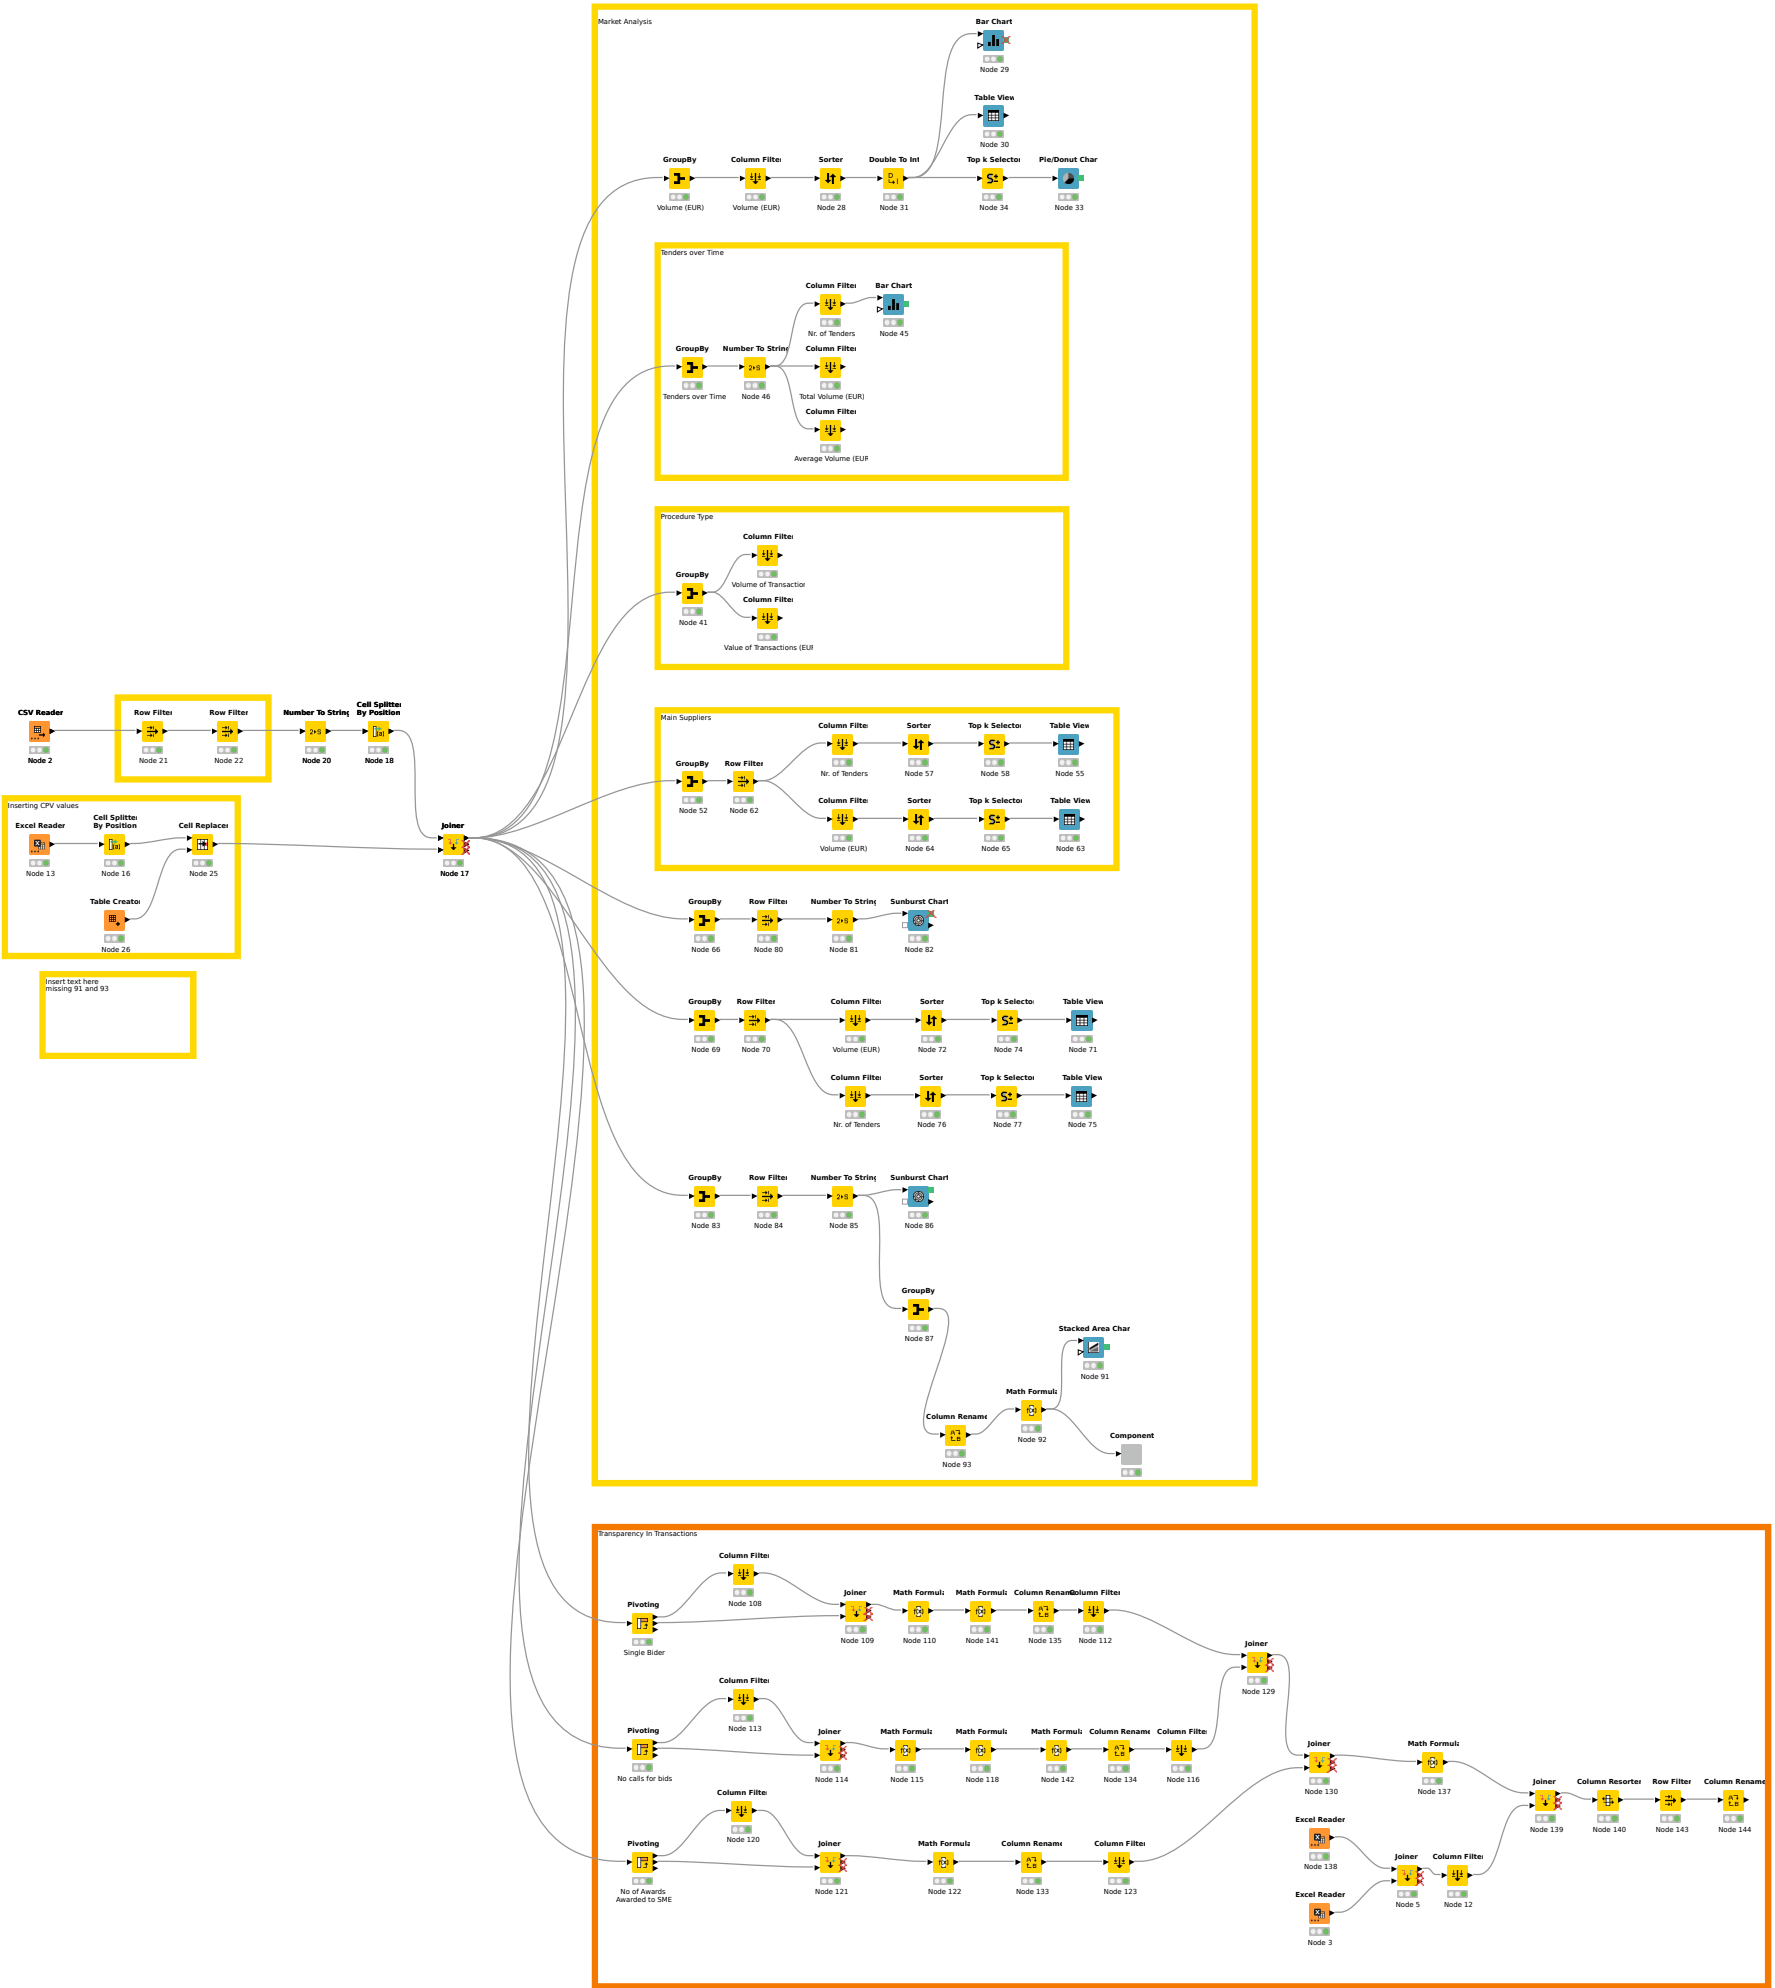 Market Analysis
Bar Chart
Node 29
Table View
Node 30
GroupBy
Volume (EUR)
Column Filter
Volume (EUR)
Sorter
Node 28
Double To Int
Node 31
Top k Selector
Node 34
Pie/Donut Char
Node 33
Tenders over Time
Column Filter
Nr. of Tenders
Bar Chart
Node 45
GroupBy
Tenders over Time
Number To String
Node 46
Column Filter
Total Volume (EUR)
Column Filter
Average Volume (EUR
Procedure Type
Column Filter
Volume of Transaction
GroupBy
Node 41
Column Filter
Value of Transactions (EUR
CSV Reader
Node 2
Row Filter
Node 21
Row Filter
Node 22
Number To String
Node 20
Cell Splitter
By Position
Node 18
Inserting CPV values
Excel Reader
Node 13
Cell Splitter
By Position
Node 16
Cell Replacer
Node 25
Table Creator
Node 26
Joiner
Node 17
Insert text here
missing 91 and 93
Main Suppliers
GroupBy
Node 52
Row Filter
Node 62
Column Filter
Nr. of Tenders
Sorter
Node 57
Top k Selector
Node 58
Table View
Node 55
Column Filter
Volume (EUR)
Sorter
Node 64
Top k Selector
Node 65
Table View
Node 63
GroupBy
Node 66
Row Filter
Node 80
Number To String
Node 81
Sunburst Chart
Node 82
GroupBy
Node 69
Row Filter
Node 70
Column Filter
Volume (EUR)
Sorter
Node 72
Top k Selector
Node 74
Table View
Node 71
Column Filter
Nr. of Tenders
Sorter
Node 76
Top k Selector
Node 77
Table View
Node 75
GroupBy
Node 83
Row Filter
Node 84
Number To String
Node 85
Sunburst Chart
Node 86
GroupBy
Node 87
Stacked Area Char
Node 91
Column Rename
Node 93
Math Formula
Node 92
Component
Transparency In Transactions
Pivoting
Single Bider
Column Filter
Node 108
Joiner
Node 109
Math Formula
Node 110
Math Formula
Node 141
Column Rename
Node 135
Column Filter
Node 112
Joiner
Node 129
Pivoting
No calls for bids
Column Filter
Node 113
Joiner
Node 114
Math Formula
Node 115
Math Formula
Node 118
Math Formula
Node 142
Column Rename
Node 134
Column Filter
Node 116
Joiner
Node 130
Math Formula
Node 137
Pivoting
No of Awards
Awarded to SME
Column Filter
Node 120
Joiner
Node 121
Math Formula
Node 122
Column Rename
Node 133
Column Filter
Node 123
Excel Reader
Node 138
Excel Reader
Node 3
Joiner
Node 5
Column Filter
Node 12
Joiner
Node 139
Column Resorter
Node 140
Row Filter
Node 143
Column Rename
Node 144